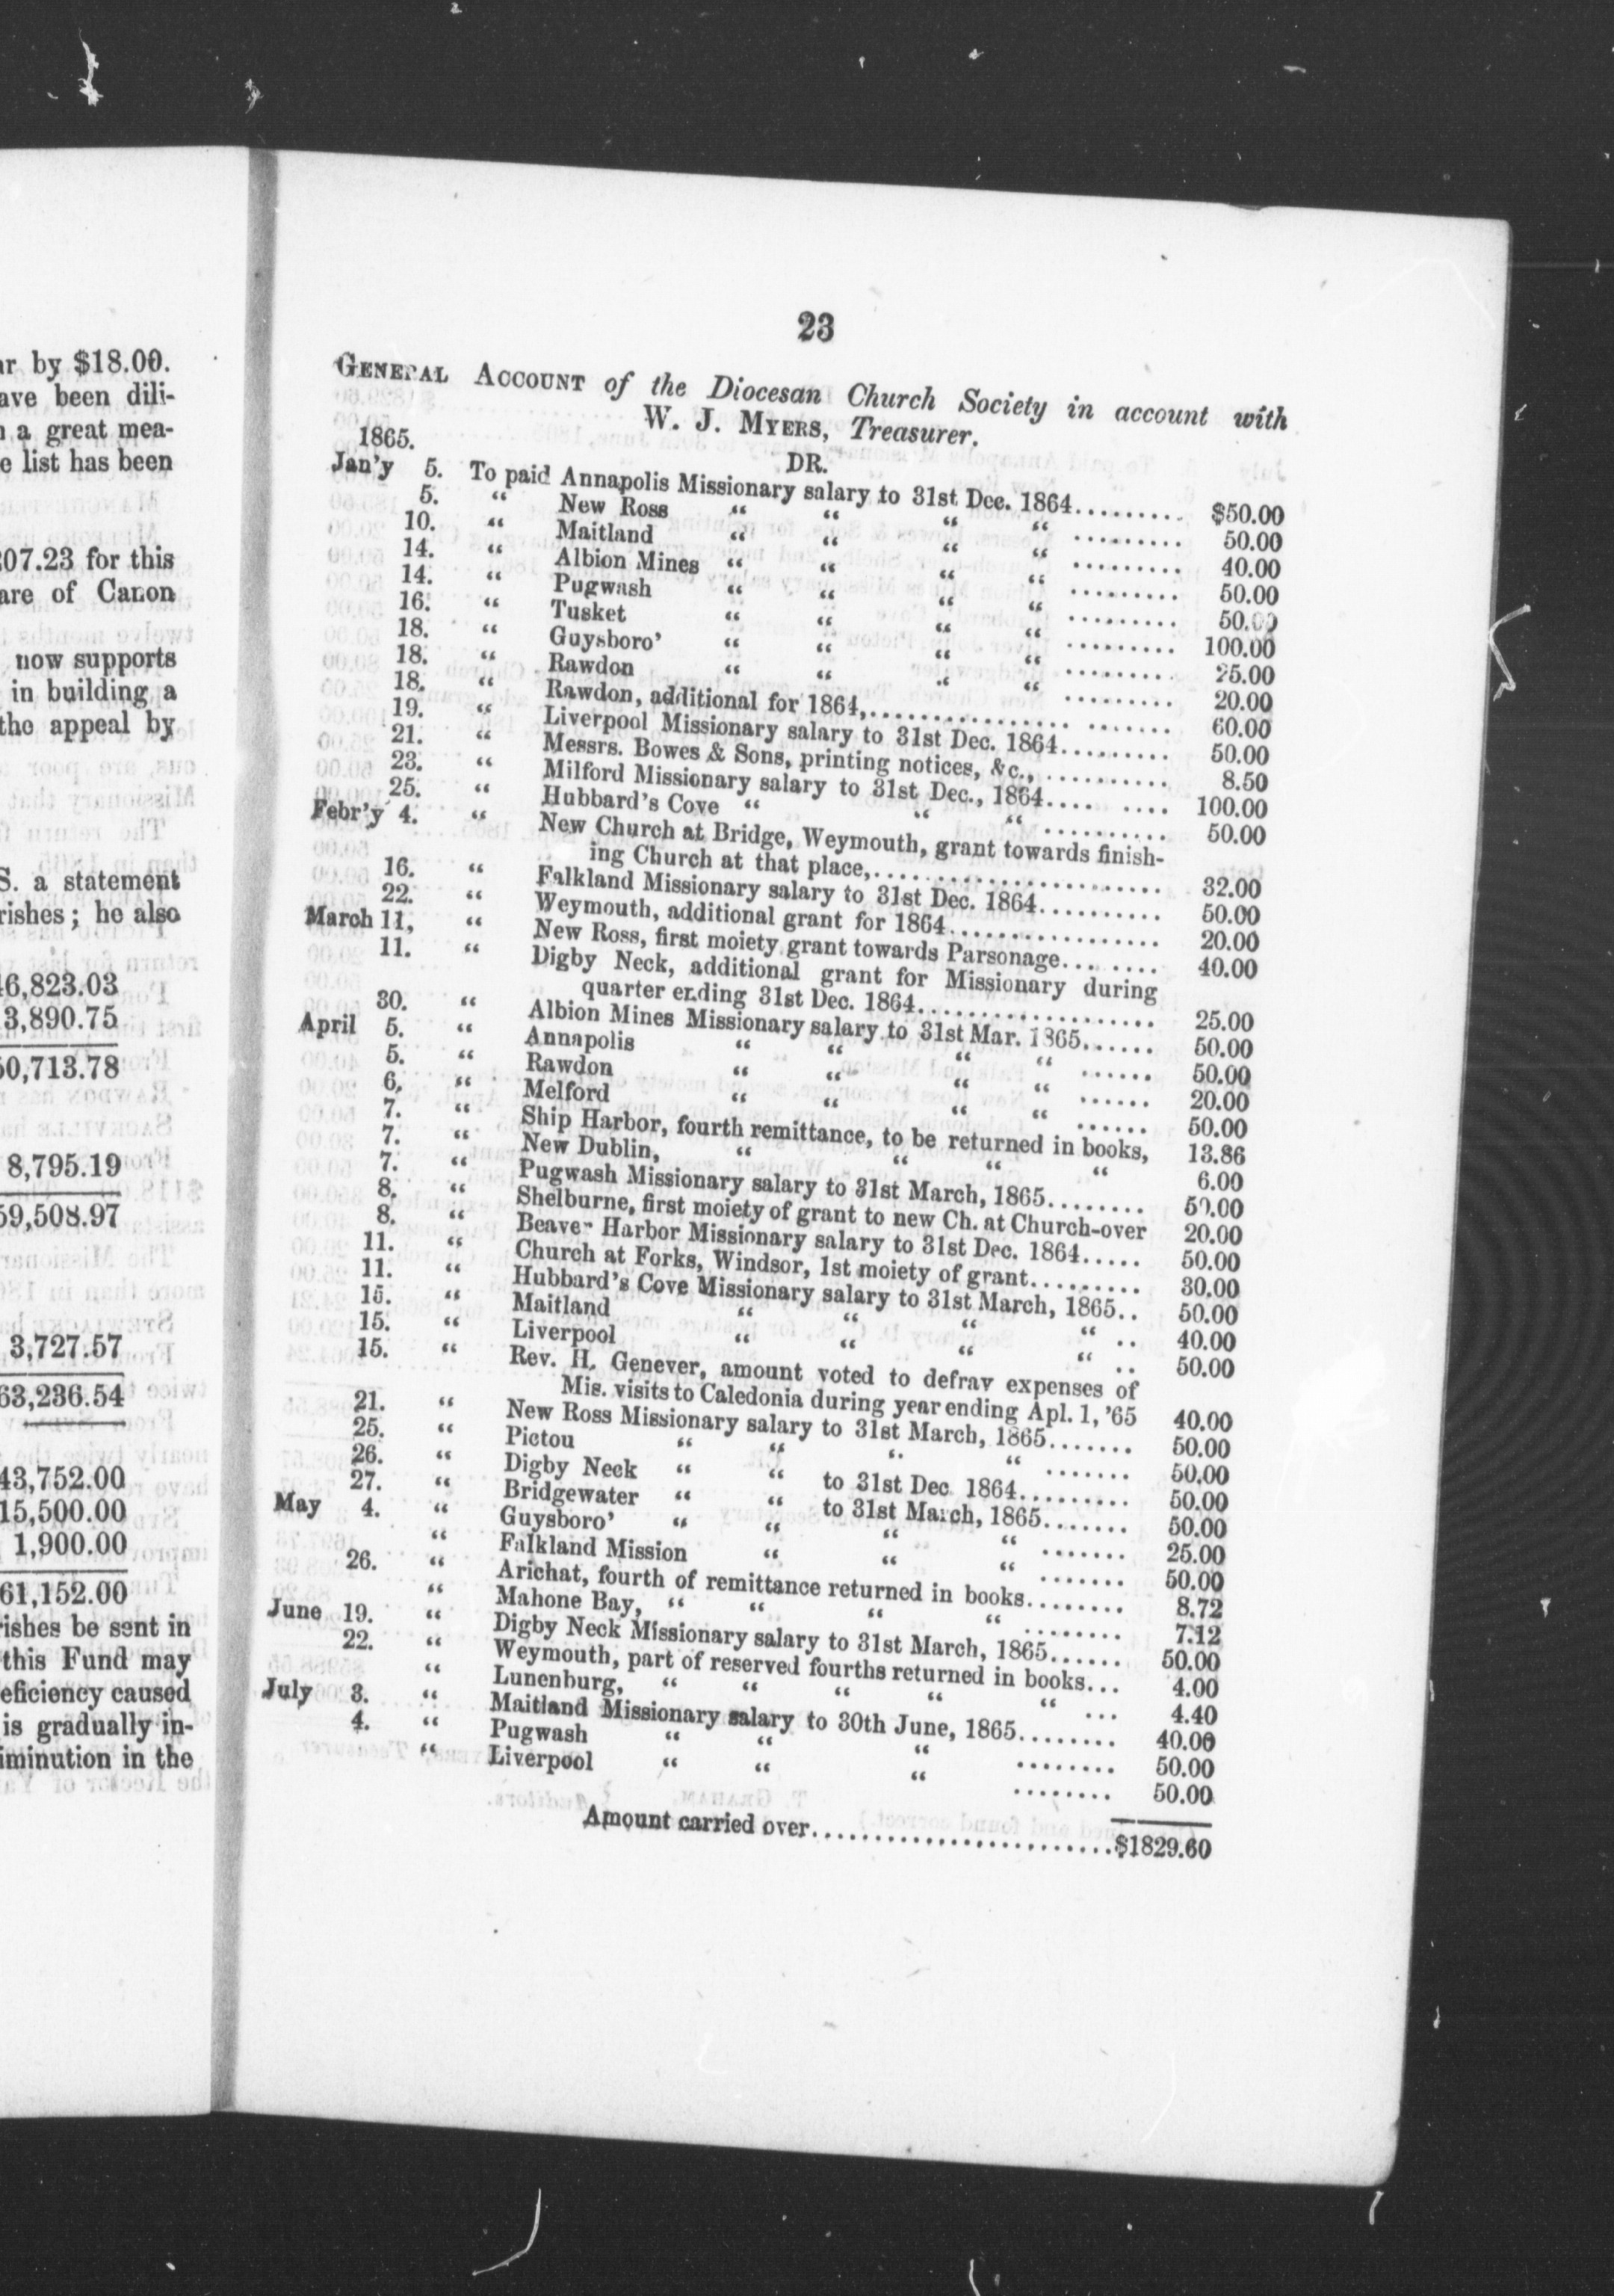 ar by $18.00.
ave been dili-
a great mea-
e list has been
07.23 for this
are of Canon
now supports
in building a
the appeal by
S. a statement
rishes; he also
46,823.03
3,890.75
50,713.78
8,795.19
59,508.97
3,727.57
63,236.54
43,752.00
15,500.00
1,900.00
61,152.00
rishes be sent in
this Fund may
eficiency caused
is gradually in-
iminution in the
23
GENERAL ACCOUNT of the Diocesan Church Society in account with
W. J. MYERS, Treasurer.
1865.
DR.
Jan'y 5. To paid Annapolis Missionary salary to 31st Dec. 1864......... $50.00
5. " New Ross " " " " ......... 50.00
10. " Maitland " " " " ......... 40.00
14. " Albion Mines " " " " ......... 50.00
14. " Pugwash " " " " ......... 50.00
16. " Tusket " " " " ......... 100.00
18. " Guysboro' " " " " ......... 25.00
18. " Rawdon " " " " ......... 20.00
18. " Rawdon, additional for 1864,......................... 60.00
19. " Liverpool Missionary salary to 31st Dec. 1864.......... 50.00
21. " Messrs. Bowes & Sons, printing notices, &c., ........... 8.50
23. " Milford Missionary salary to 31st Dec., 1864.... .... 100.00
25. " Hubbard's Cove " " " .......... 50.00
Febr'y 4. " New Church at Bridge, Weymouth, grant towards finish-
ing Church at that place,........................ 32.00
16. " Falkland Missionary salary to 31st Dec. 1864.......... 50.00
22. " Weymouth, additional grant for 1864.................. 20.00
March 11, " New Ross, first moiety grant towards Parsonage........ 40.00
11. " Digby Neck, additional grant for Missionary during
quarter ending 31st Dec. 1864.................... 25.00
30. " Albion Mines Missionary salary to 31st Mar. 1865...... 50.00
April 5. " Annapolis " " " " ...... 50.00
5. " Rawdon " " " " ...... 20.00
6. " Melford " " " " ...... 50.00
7. " Ship Harbor, fourth remittance, to be returned in books, 13.86
7. " New Dublin, " " " " 6.00
7. " Pugwash Missionary salary to 31st March, 1865......... 50.00
8. " Shelburne, first moiety of grant to new Ch. at Church-over 20.00
8. " Beaver Harbor Missionary salary to 31st Dec. 1864..... 50.00
11. " Church at Forks, Windsor, 1st moiety of grant......... 30.00
11. " Hubbard's Cove Missionary salary to 31st March, 1865.. 50.00
15. " Maitland " " " " .. 40.00
15. " Liverpool " " " " .. 50.00
15. " Rev. H. Genever, amount voted to defray expenses of
Mis. visits to Caledonia during year ending Apl. 1, '65 40.00
21. " New Ross Missionary salary to 31st March, 1865....... 50.00
25. " Pictou " " " " ....... 50.00
26. " Digby Neck " " to 31st Dec 1864......... 50.00
27. " Bridgewater " " to 31st March, 1865....... 50.00
May 4. " Guysboro' " " " " ....... 25.00
" Falkland Mission " " " ....... 50.00
26. " Arichat, fourth of remittance returned in books........ 8.72
" Mahone Bay, " " " " ........ 7.12
June 19. " Digby Neck Missionary salary to 31st March, 1865...... 50.00
22. " Weymouth, part of reserved fourths returned in books... 4.00
" Lunenburg, " " " " " ... 4.40
July 3. " Maitland Missionary salary to 30th June, 1865......... 40.00
4. " Pugwash " " " ........ 50.00
" Liverpool " " " ........ 50.00
Amount carried over...........................$1829.60